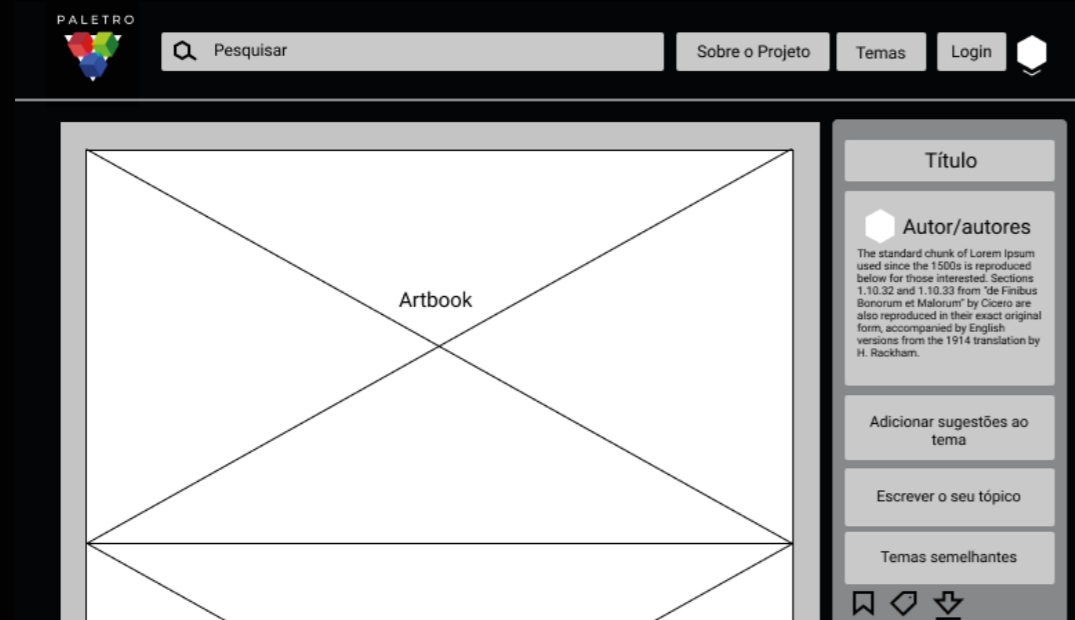 PALETRO
Pesquisar
Sobre o Projeto
Temas
Login
Artbook
Título
Autor/autores
The standard chunk of Lorem Ipsum
used since the 1500s is reproduced
below for those interested. Sections
1.10.32 and 1.10.33 from "de Finibus
Bonorum et Malorum" by Cicero are
also reproduced in their exact original
form, accompanied by English
versions from the 1914 translation by
H. Rackham.
Adicionar sugestões ao
tema
Escrever o seu tópico
Temas semelhantes